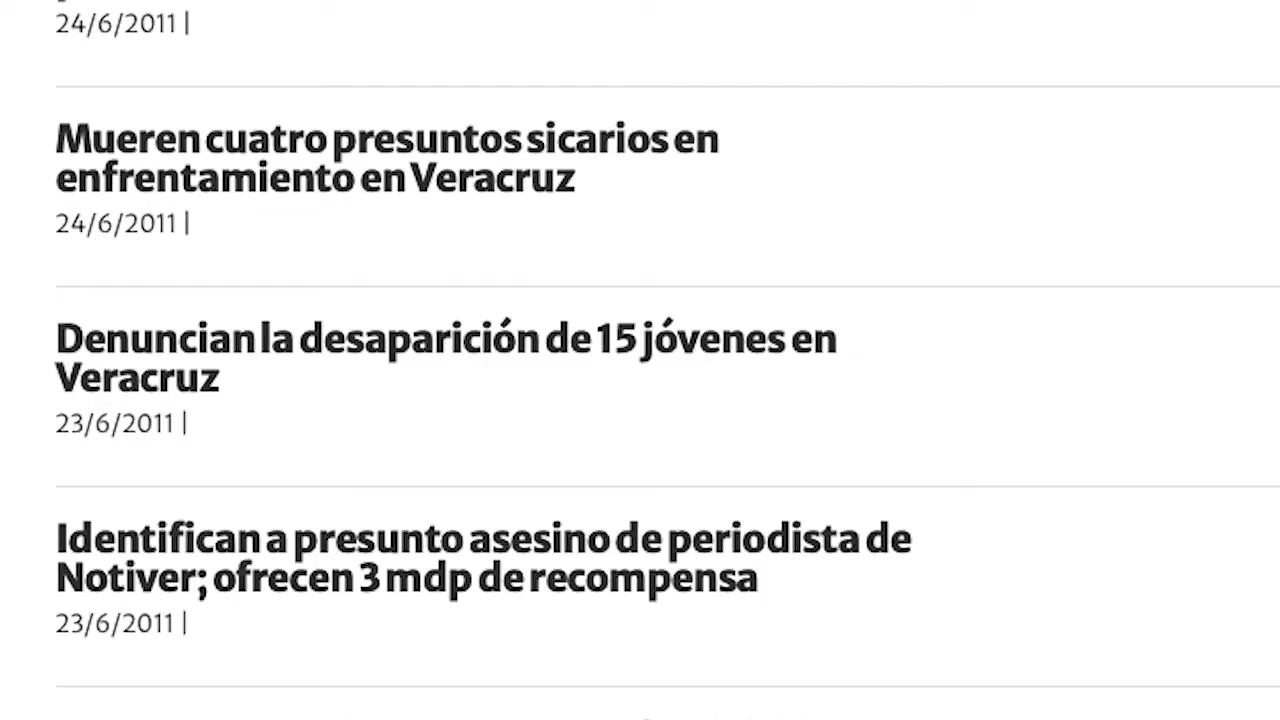 24/6/2011 |
Mueren cuatro presuntos sicarios en
enfrentamiento en Veracruz
24/6/2011 |
Denuncian la desaparición de 15 jóvenes en
Veracruz
23/6/2011 |
Identifican a presunto asesino de periodista de
Notiver; ofrecen 3 mdp de recompensa
23/6/2011 |